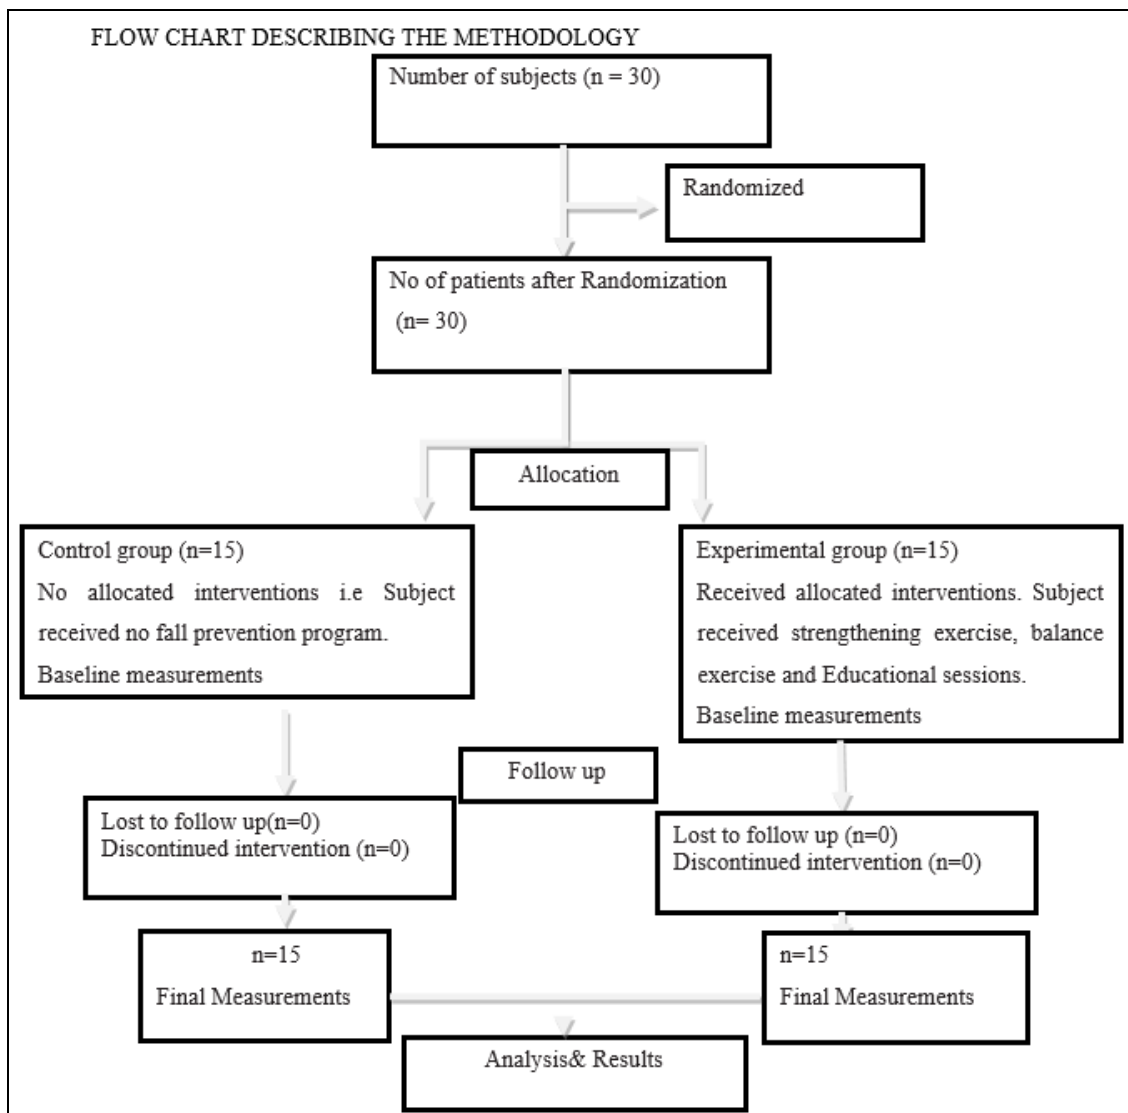 FLOW CHART DESCRIBING THE METHODOLOGY
Number of subjects (n = 30)
Randomized
No of patients after Randomization
(n= 30)
Allocation
Control group (n=15)
No allocated interventions i.e Subject
received no fall prevention program.
Baseline measurements
Experimental group (n=15)
Received allocated interventions. Subject
received strengthening exercise, balance
exercise and Educational sessions.
Baseline measurements
Follow up
Lost to follow up(n=0)
Discontinued intervention (n=0)
Lost to follow up (n=0)
Discontinued intervention (n=0)
n=15
Final Measurements
n=15
Final Measurements
Analysis& Results